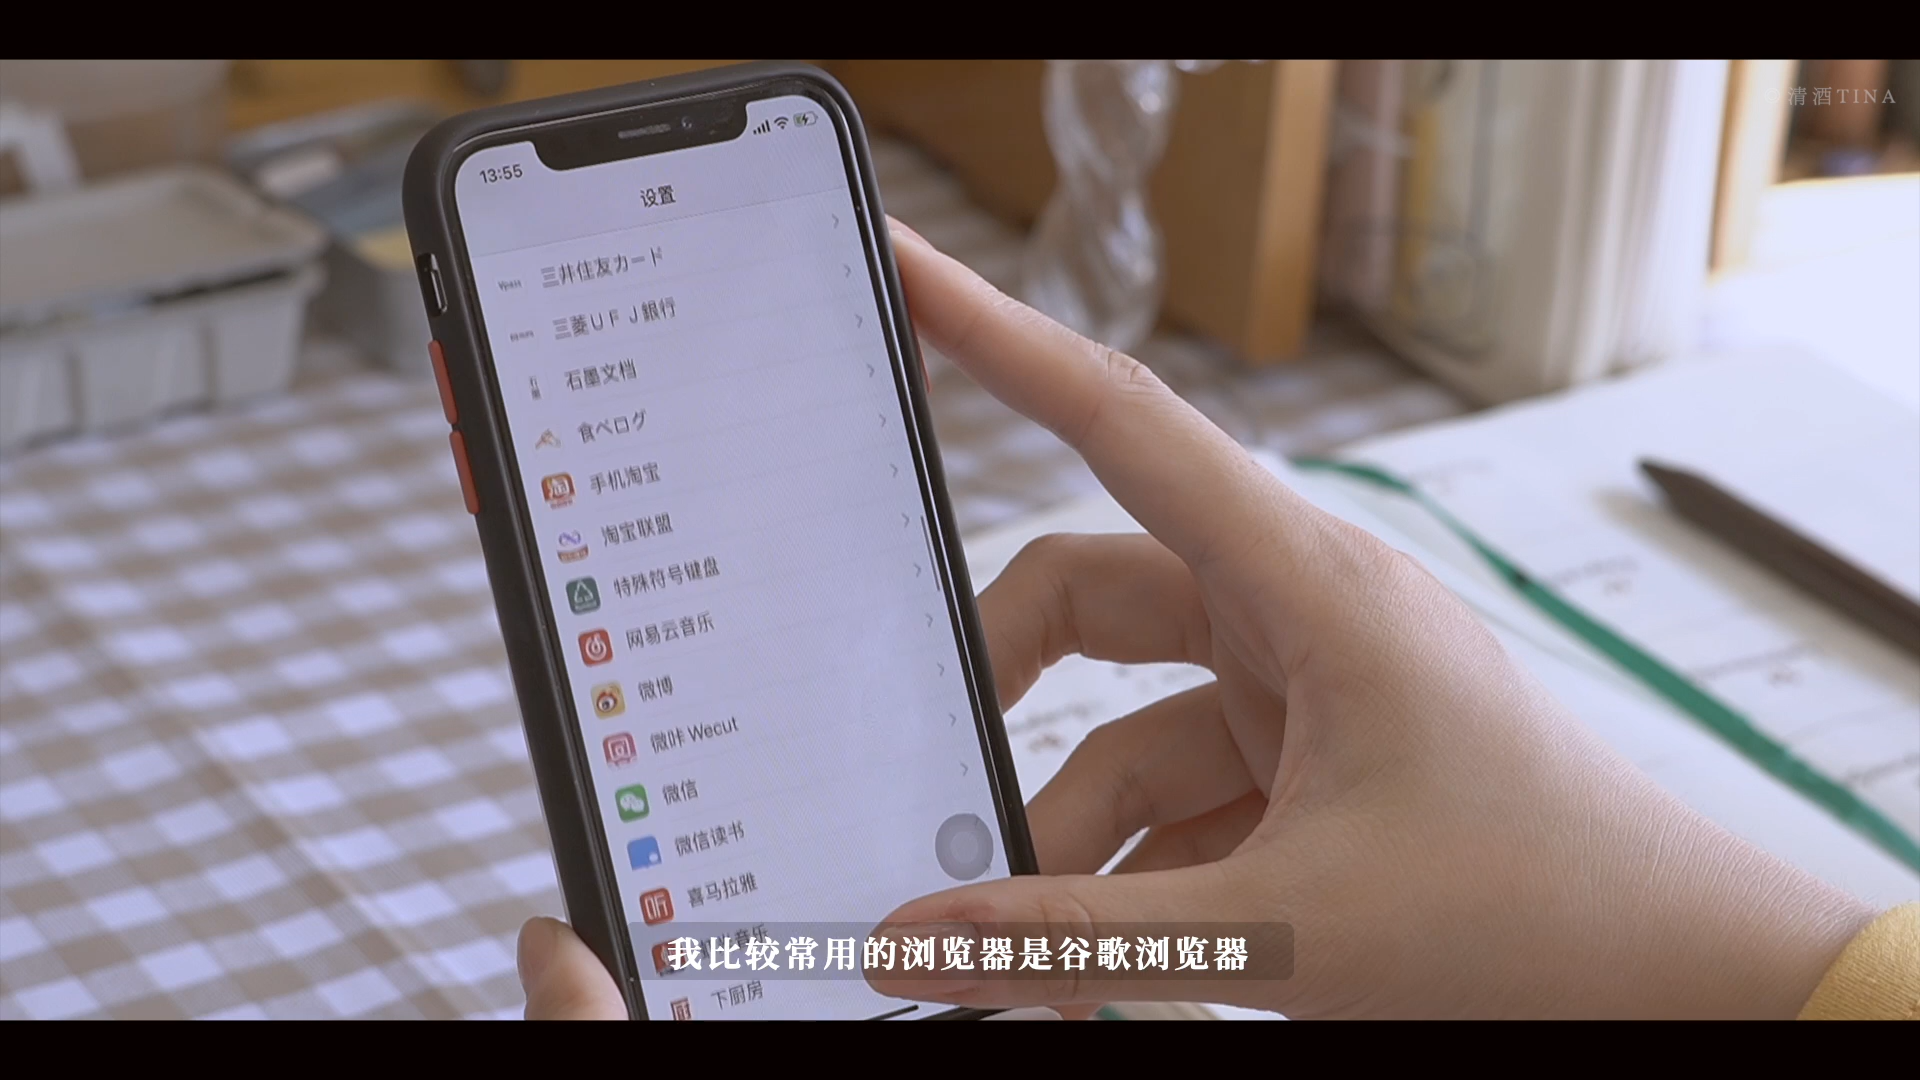 清酒TINA
13:55
设置
三井住友カード
三菱ＵＦＪ銀行
石墨文档
食べログ
手机淘宝
淘宝联盟
特殊符号键盘
网易云音乐
微博
微咔 Wecut
微信
微信读书
喜马拉雅
音乐
我比较常用的浏览器是谷歌浏览器
下厨房